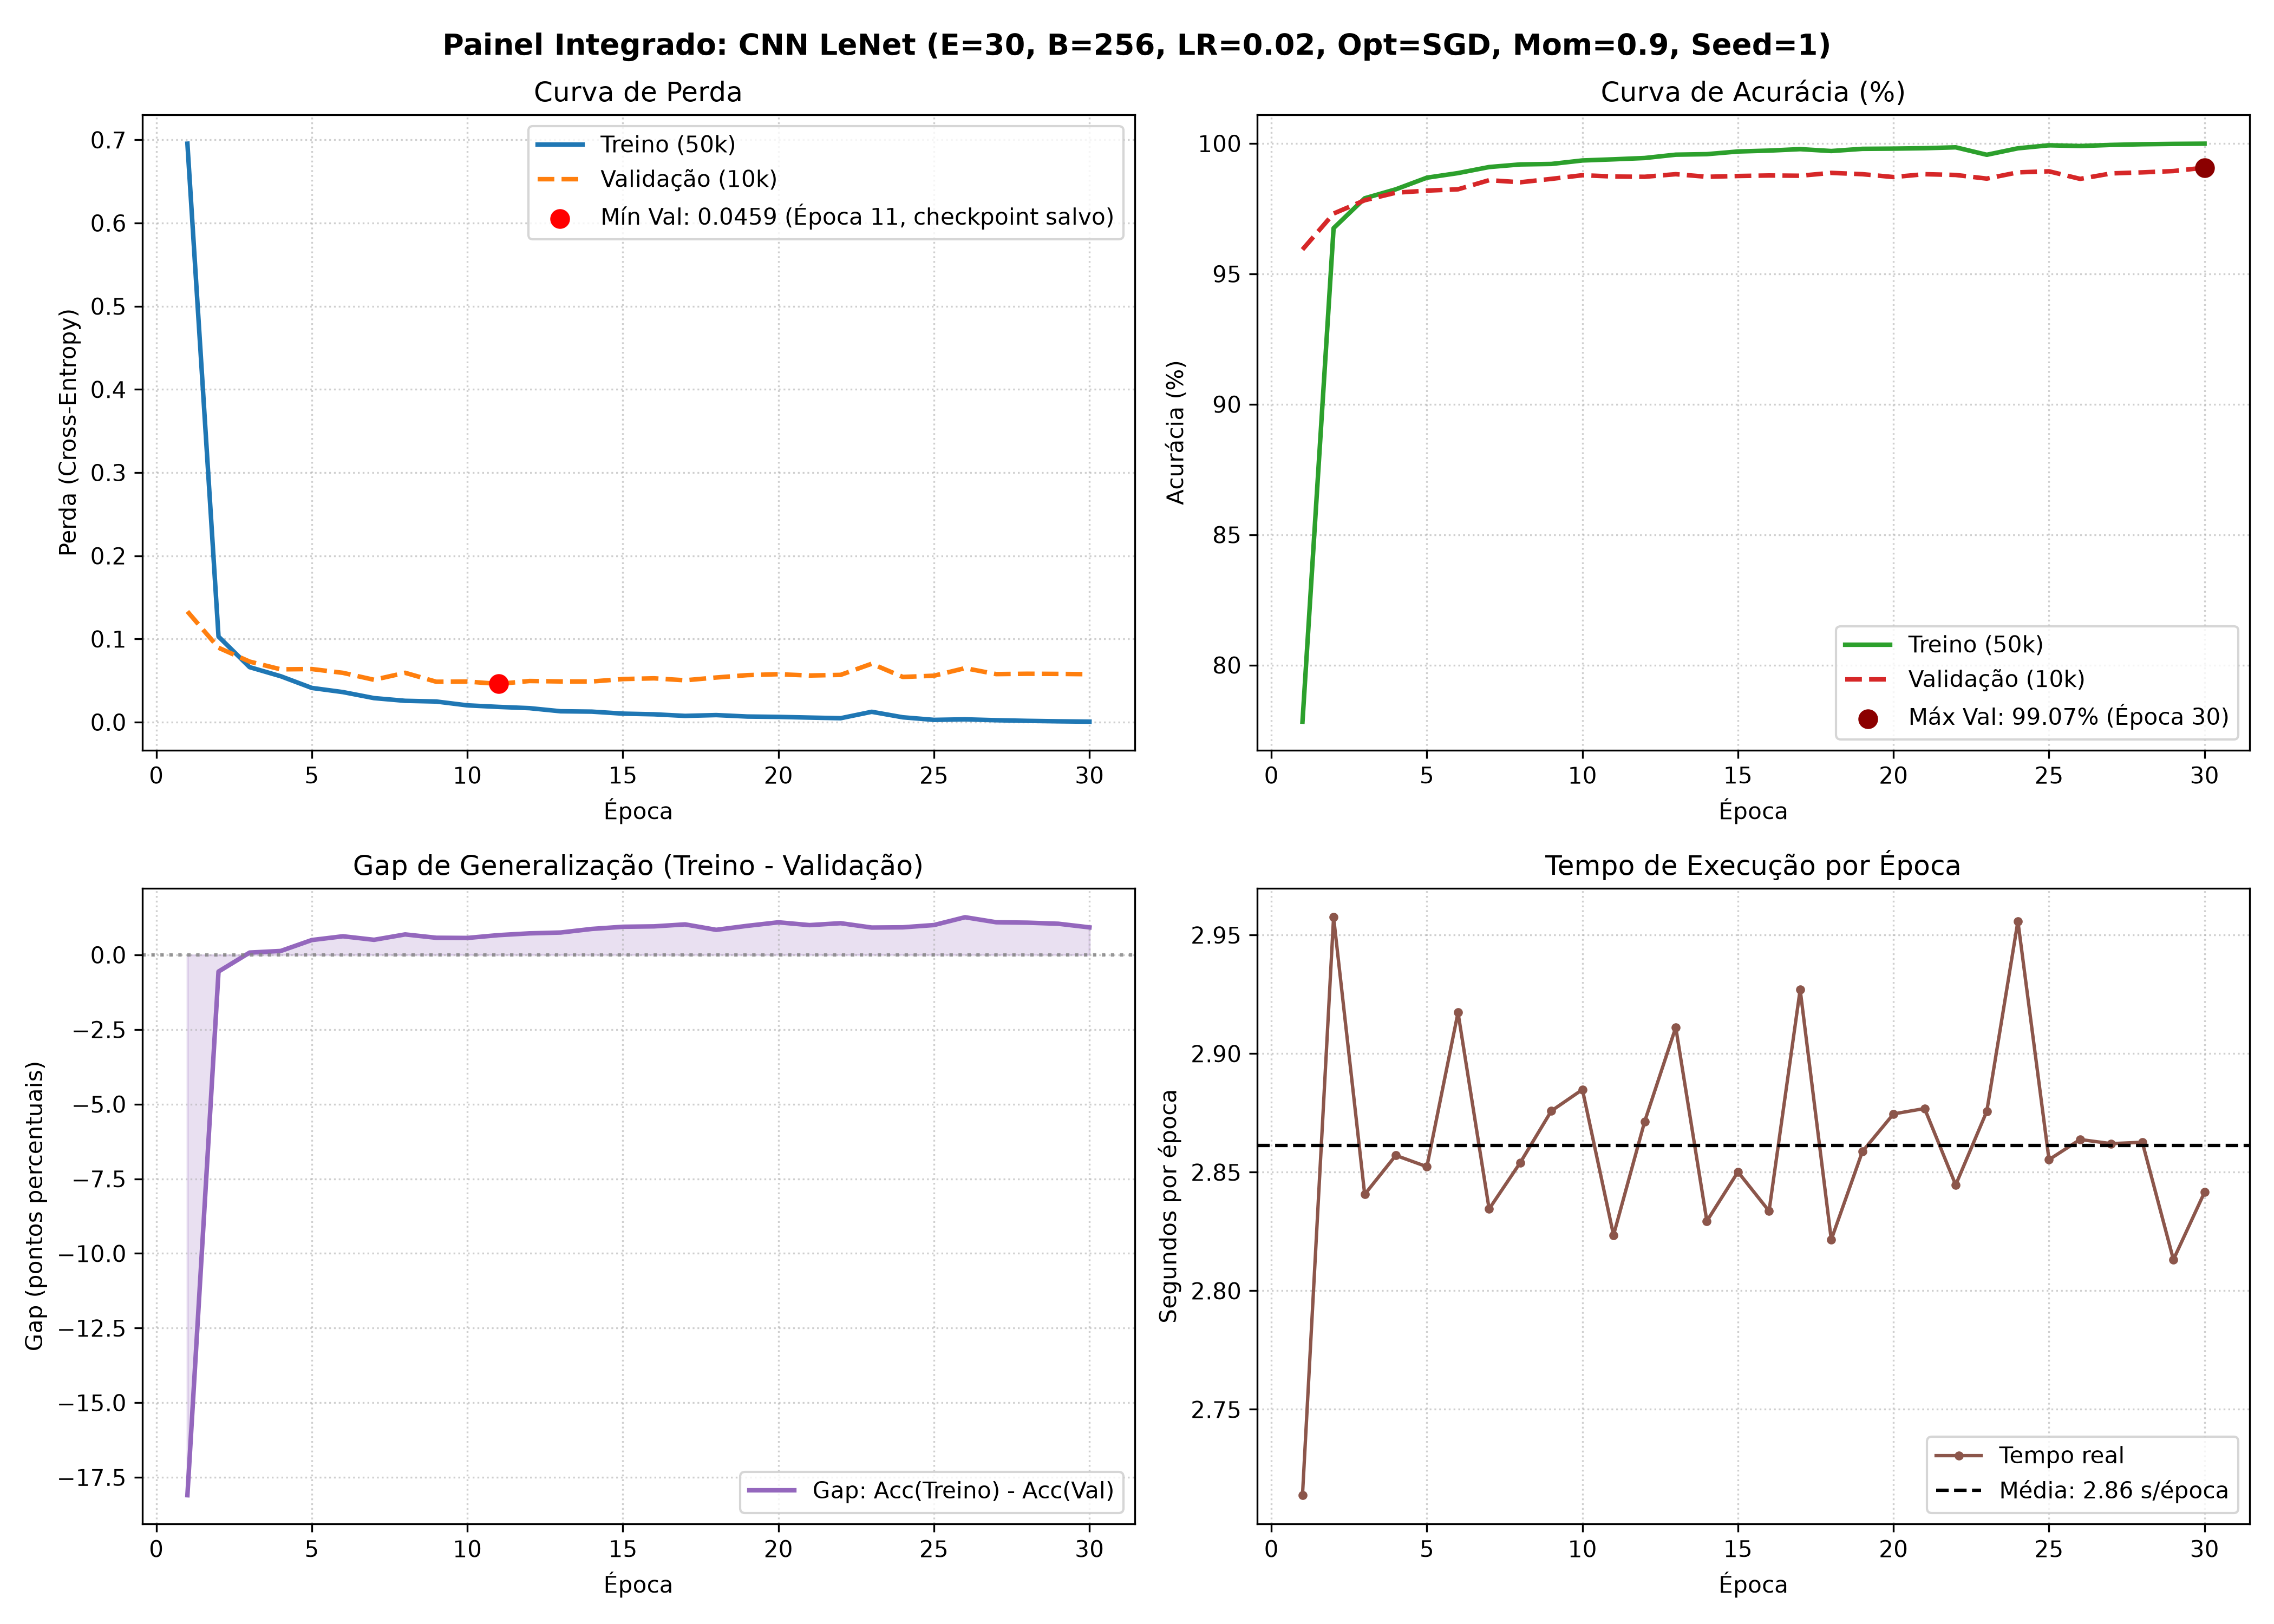 Painel Integrado: CNN LeNet (E=30, B=256, LR=0.02, Opt=SGD, Mom=0.9, Seed=1)
Curva de Perda
Perda (Cross-Entropy)
0.7
0.6
0.5
0.4
0.3
0.2
0.1
0.0
Treino (50k)
Validação (10k)
Mín Val: 0.0459 (Época 11, checkpoint salvo)
0 5 10 15 20 25 30
Época
Curva de Acurácia (%)
Acurácia (%)
100
95
90
85
80
Treino (50k)
Validação (10k)
Máx Val: 99.07% (Época 30)
0 5 10 15 20 25 30
Época
Gap de Generalização (Treino - Validação)
Gap (pontos percentuais)
0.0
−2.5
−5.0
−7.5
−10.0
−12.5
−15.0
−17.5
Gap: Acc(Treino) - Acc(Val)
0 5 10 15 20 25 30
Época
Tempo de Execução por Época
Segundos por época
2.95
2.90
2.85
2.80
2.75
Tempo real
Média: 2.86 s/época
0 5 10 15 20 25 30
Época